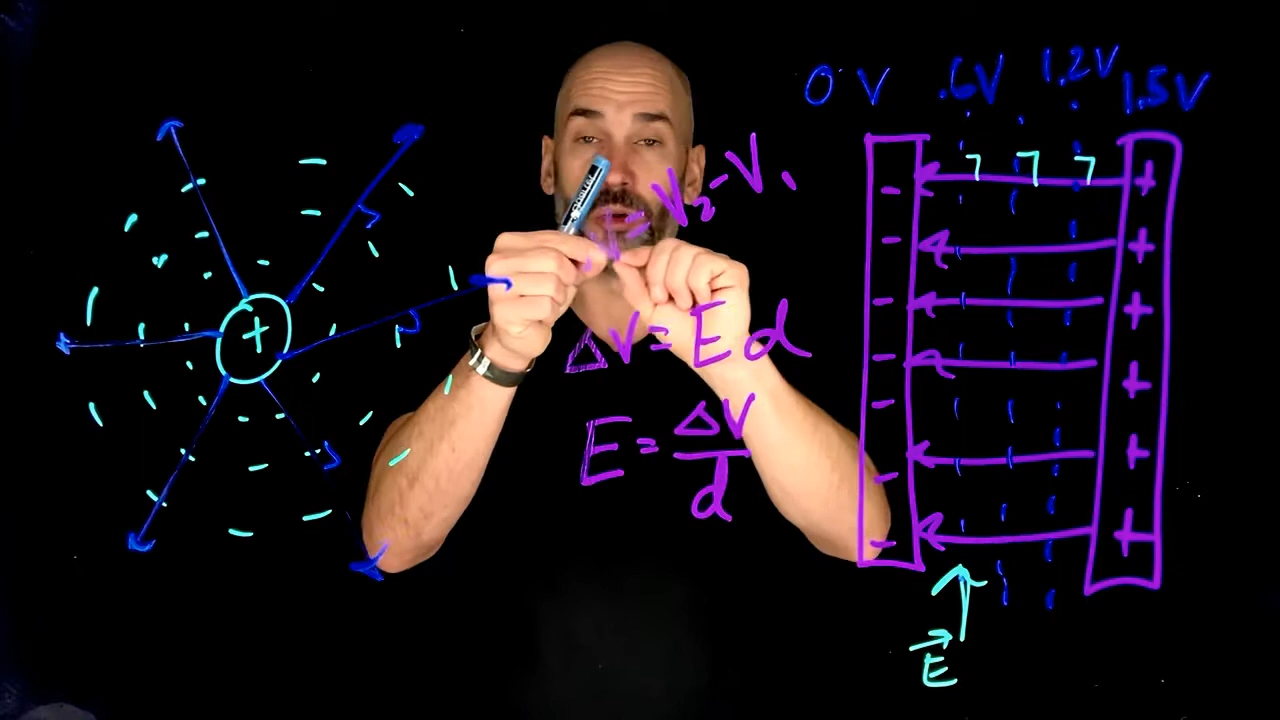 0 V .6V 1.2V 1.5V
= V₂ - V₁
ΔV = Ed
E = ΔV/d
+
- - - - - - -
+ + + + + +
E⃗